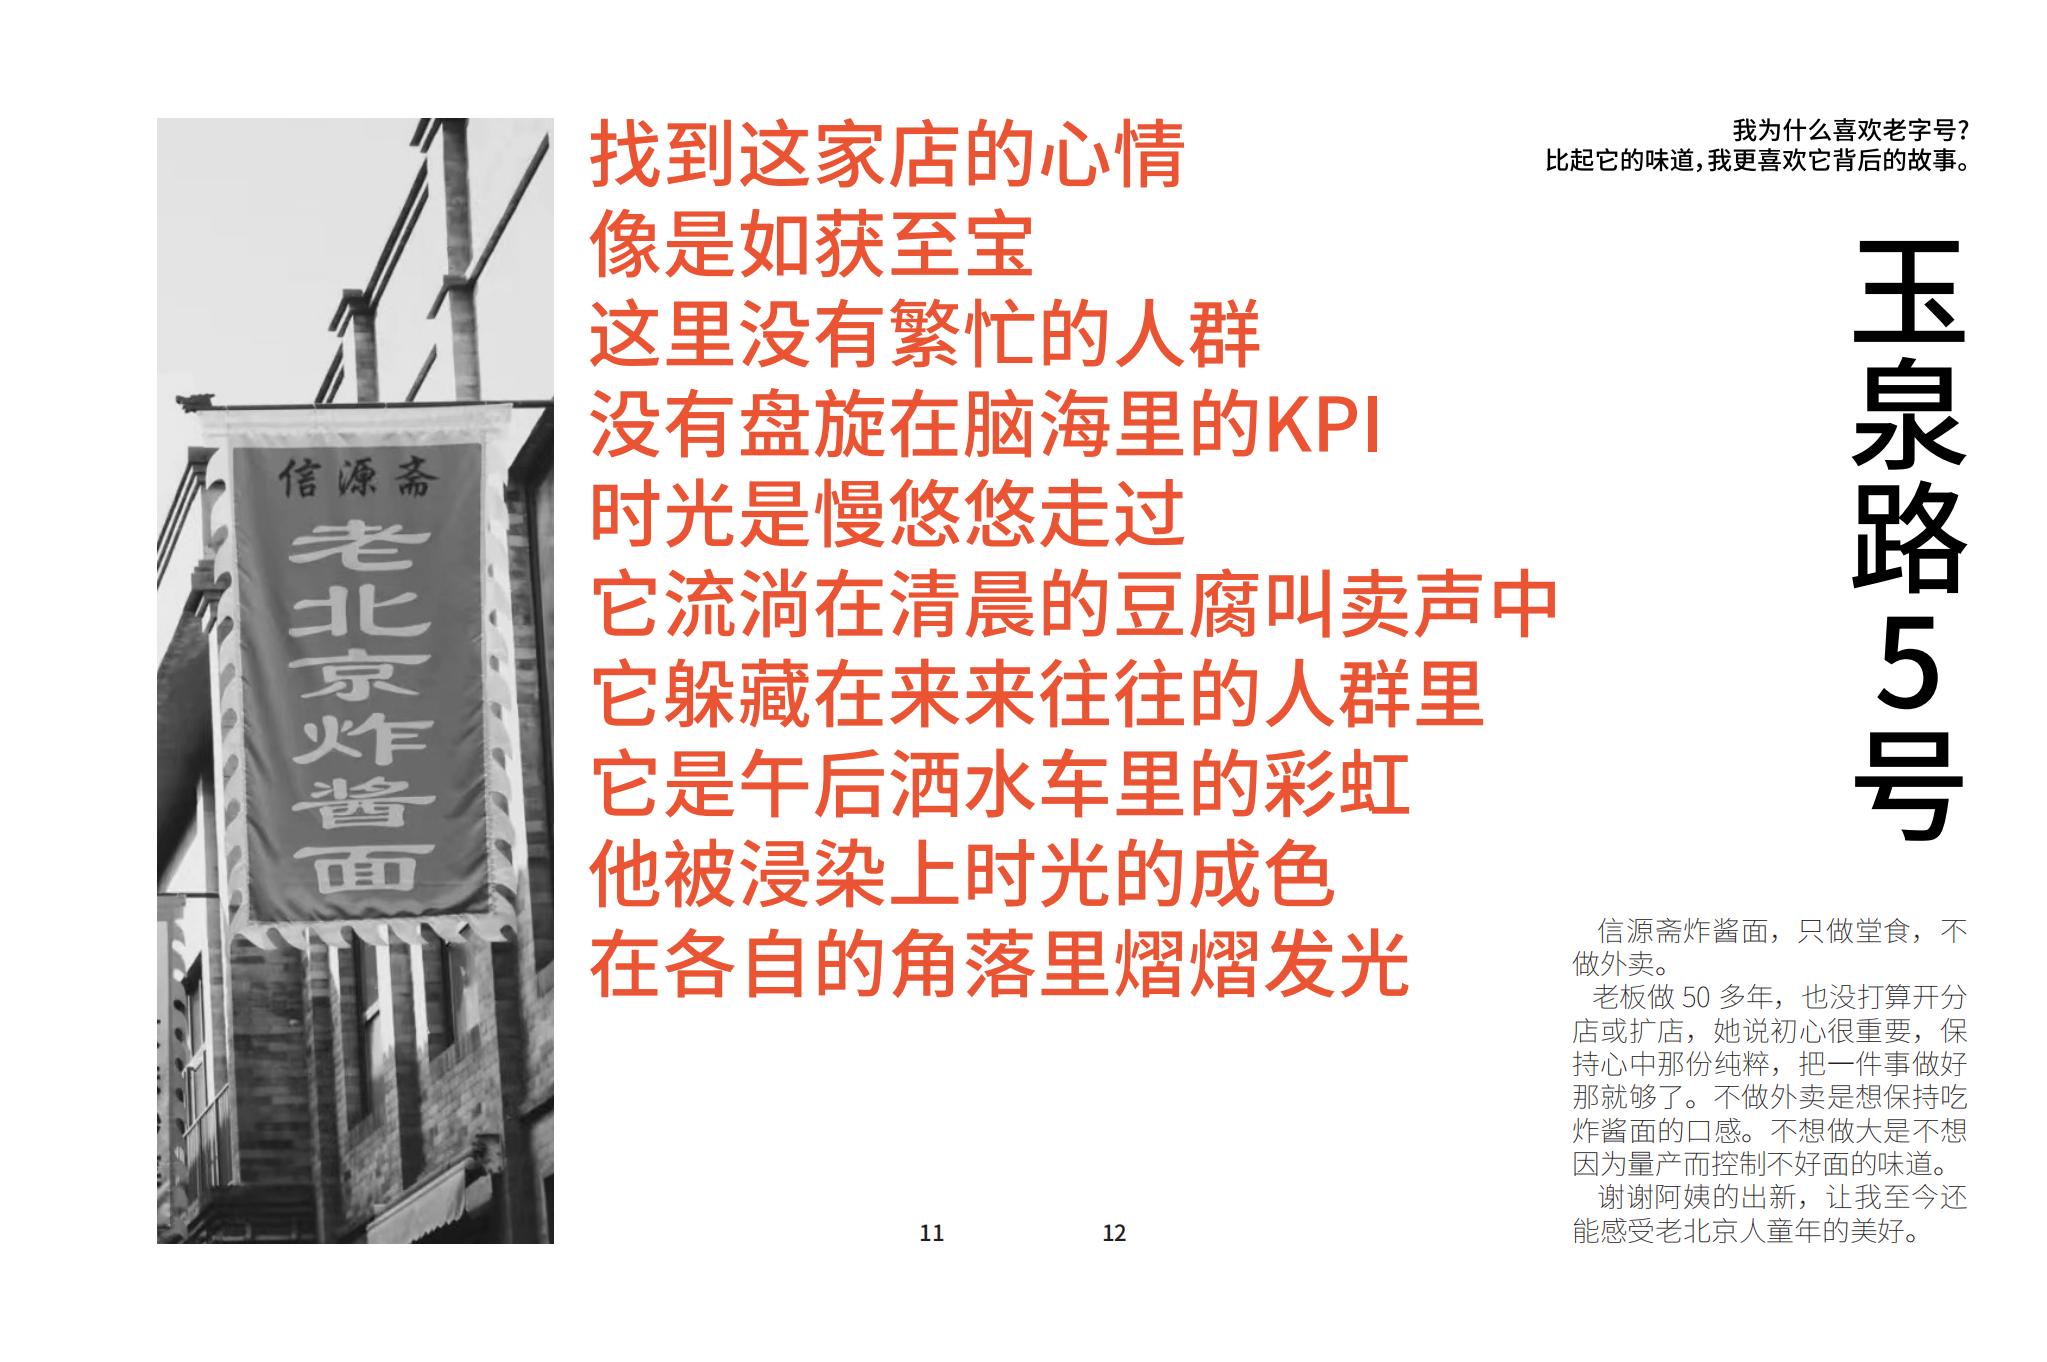 信源斋
老北京炸酱面
找到这家店的心情
像是如获至宝
这里没有繁忙的人群
没有盘旋在脑海里的KPI
时光是慢悠悠走过
它流淌在清晨的豆腐叫卖声中
它躲藏在来来往往的人群里
它是午后洒水车里的彩虹
他被浸染上时光的成色
在各自的角落里熠熠发光
11
12
我为什么喜欢老字号?
比起它的味道,我更喜欢它背后的故事。
玉泉路5号
信源斋炸酱面，只做堂食，不
做外卖。
老板做 50 多年，也没打算开分
店或扩店，她说初心很重要，保
持心中那份纯粹，把一件事做好
那就够了。不做外卖是想保持吃
炸酱面的口感。不想做大是不想
因为量产而控制不好面的味道。
谢谢阿姨的出新，让我至今还
能感受老北京人童年的美好。